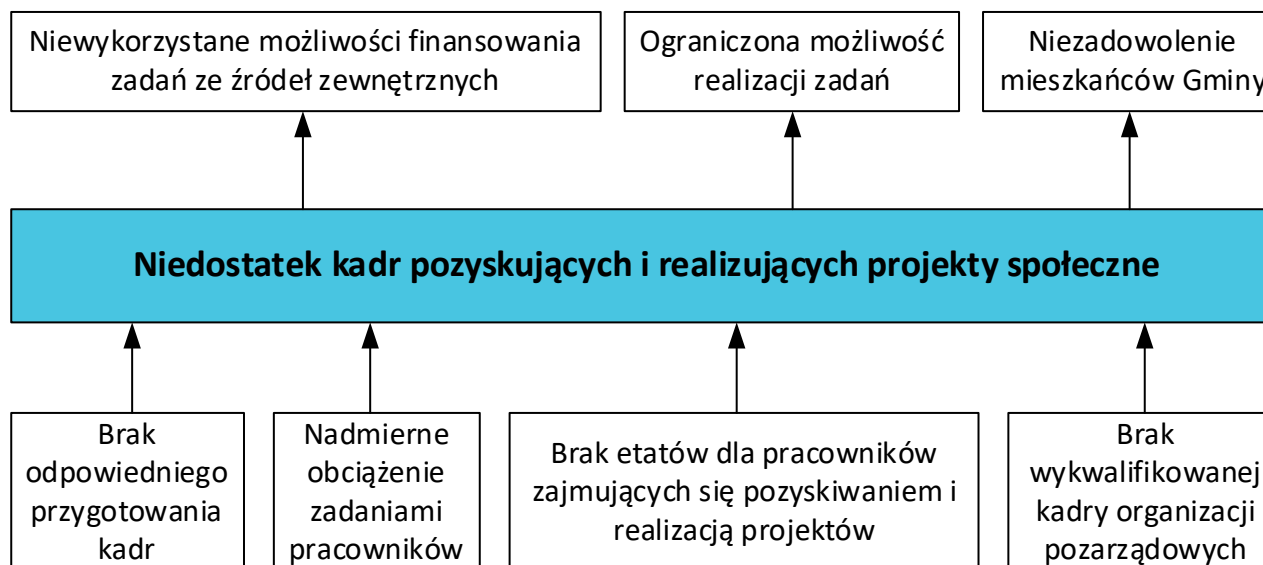 Niewykorzystane możliwości finansowania
zadań ze źródeł zewnętrznych
Ograniczona możliwość
realizacji zadań
Niezadowolenie
mieszkańców Gminy
Niedostatek kadr pozyskujących i realizujących projekty społeczne
Brak
odpowiedniego
przygotowania
kadr
Nadmierne
obciążenie
zadaniami
pracowników
Brak etatów dla pracowników
zajmujących się pozyskiwaniem i
realizacją projektów
Brak
wykwalifikowanej
kadry organizacji
pozarządowych